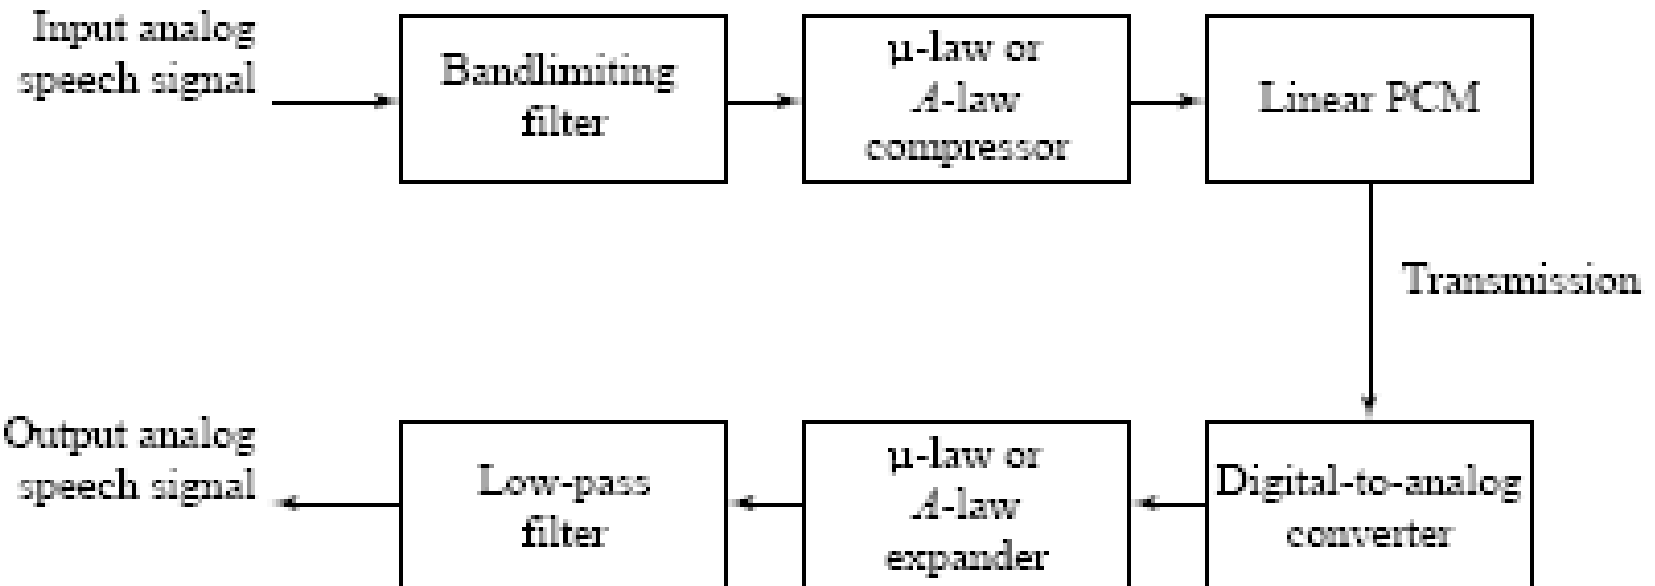 Input analog
speech signal
Bandlimiting
filter
μ-law or
A-law
compressor
Linear PCM
Transmission
Output analog
speech signal
Low-pass
filter
μ-law or
A-law
expander
Digital-to-analog
converter